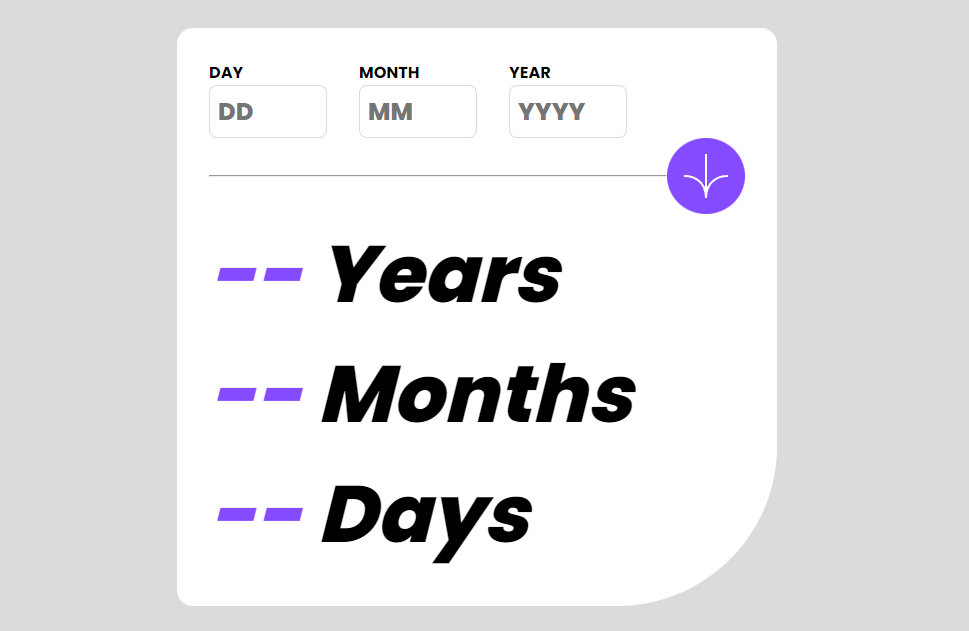 DAY MONTH YEAR
DD MM YYYY
-- Years
-- Months
-- Days